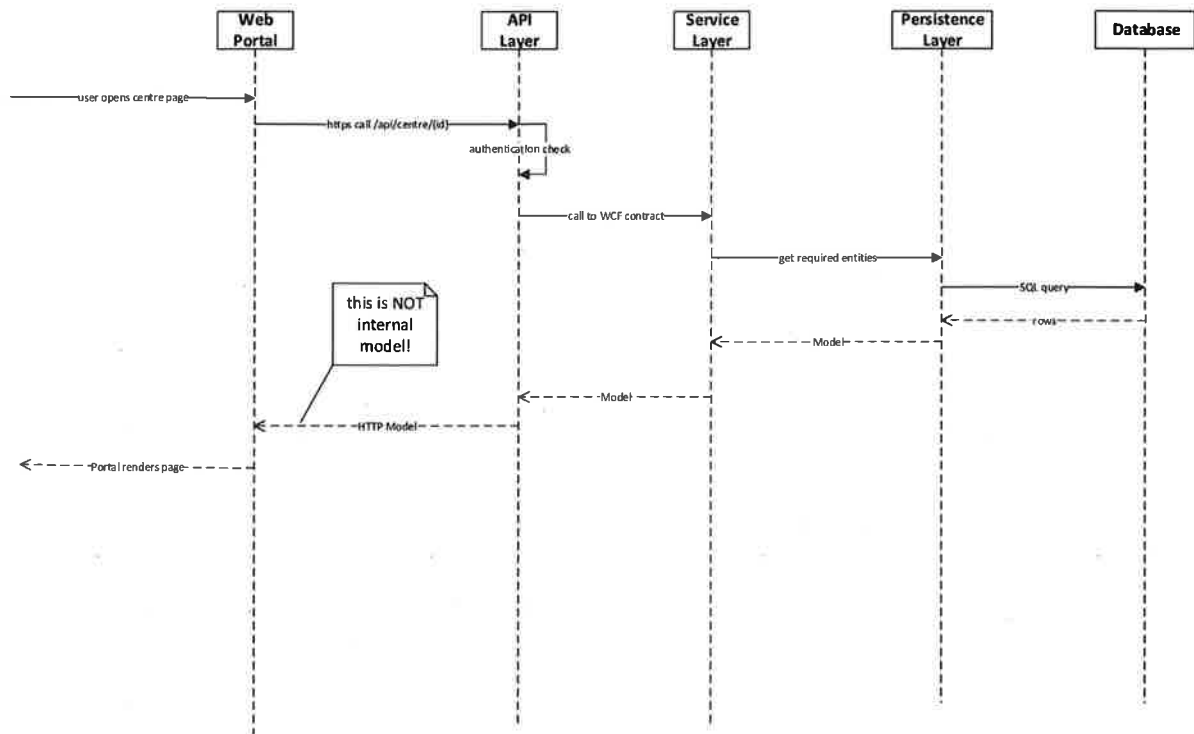 Web
Portal
API
Layer
Service
Layer
Persistence
Layer
Database
user opens centre page
https call /api/centre/{id}
authentication check
call to WCF contract
get required entities
SQL query
rows
this is NOT
internal
model!
Model
Model
HTTP Model
Portal renders page